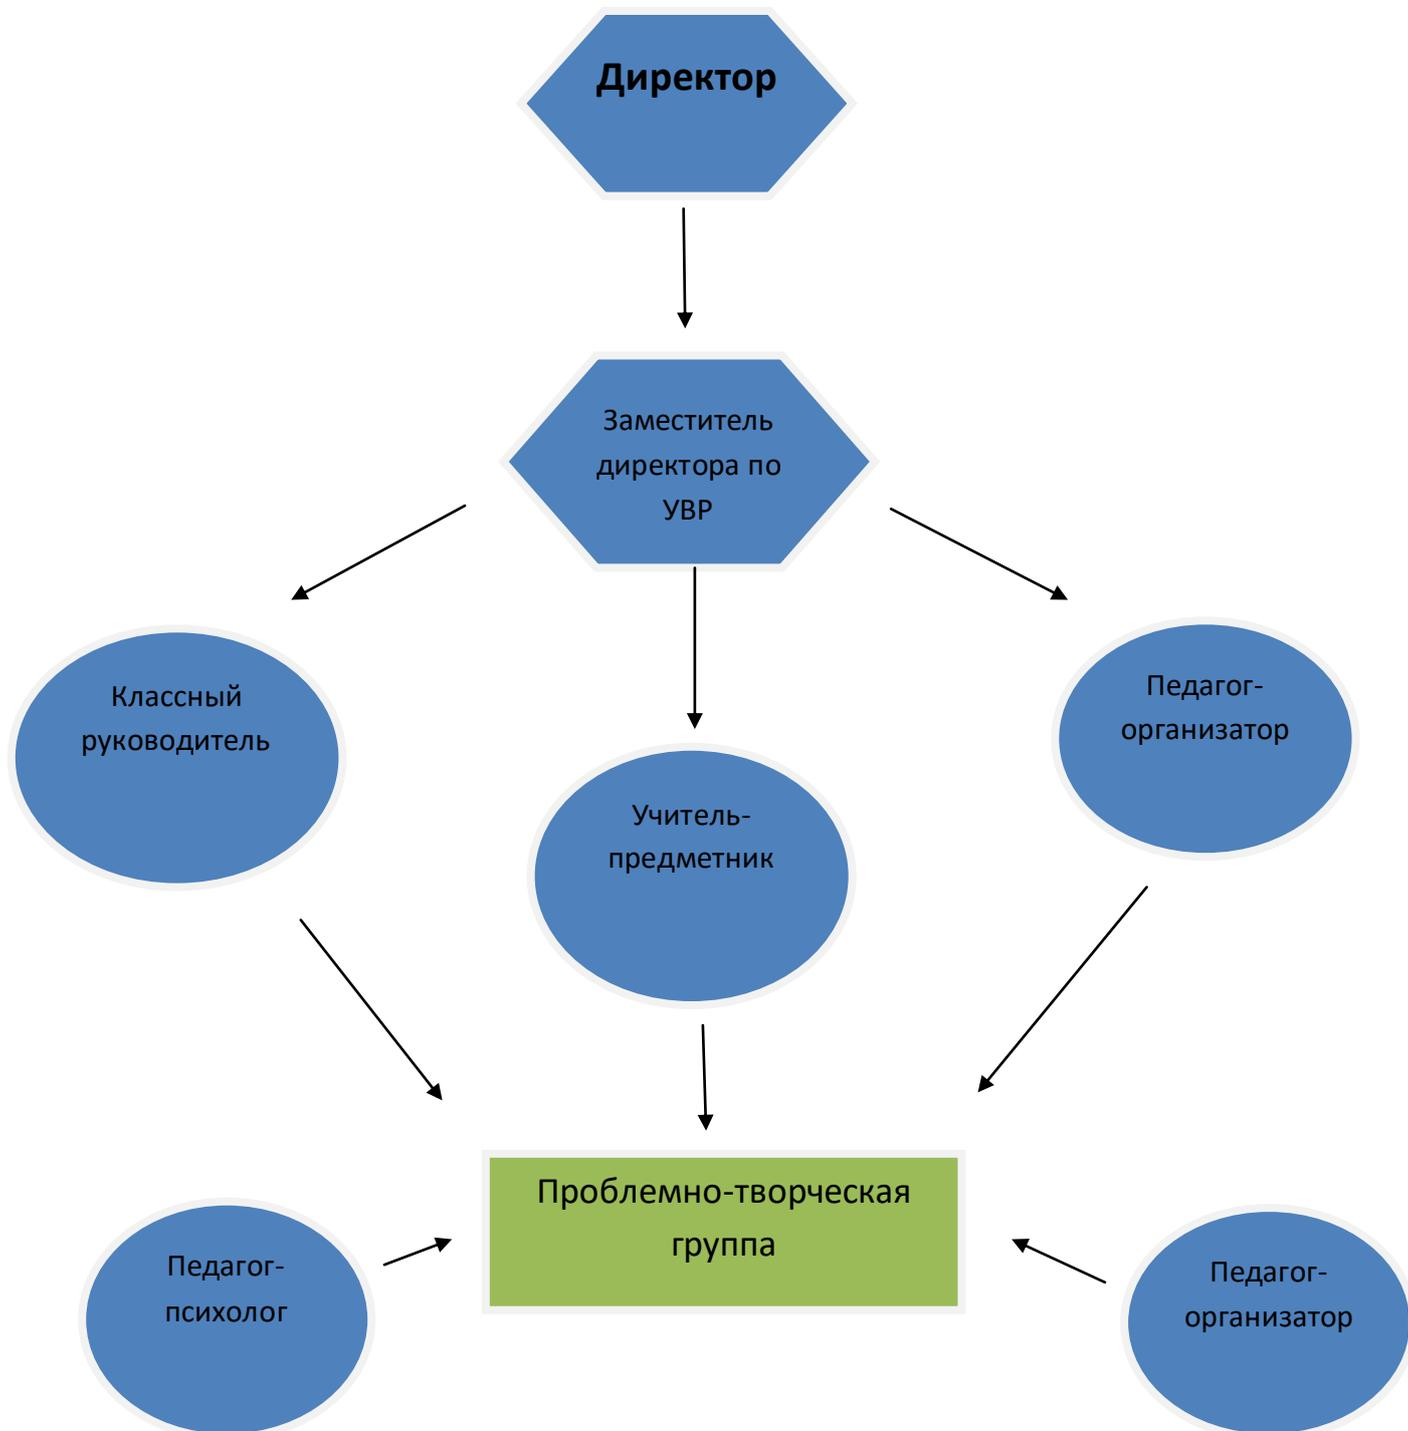 Директор
Заместитель
директора по
УВР
Классный
руководитель
Педагог-
организатор
Учитель-
предметник
Проблемно-творческая
группа
Педагог-
психолог
Педагог-
организатор